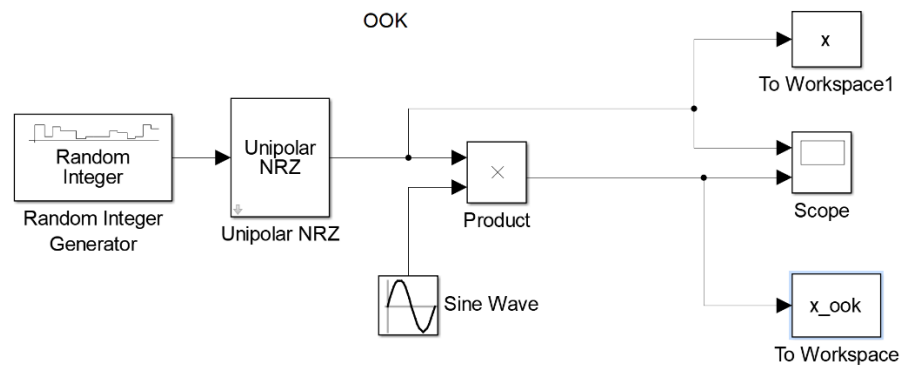 OOK
x
To Workspace1
Random
Integer
Random Integer
Generator
Unipolar
NRZ
Unipolar NRZ
Product
Scope
Sine Wave
x_ook
To Workspace